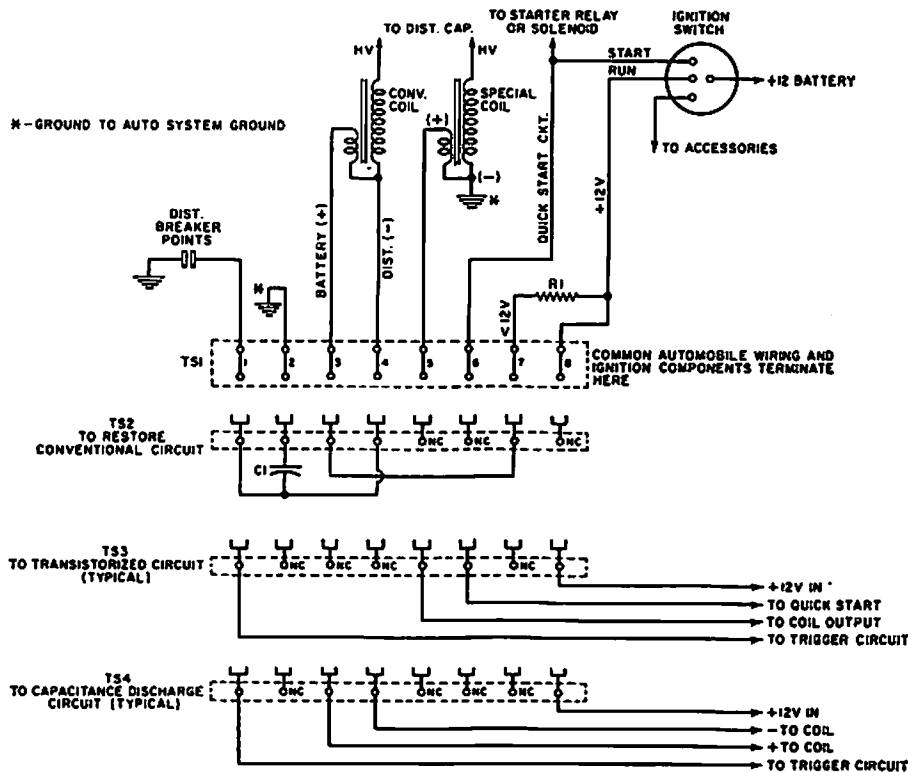 TO STARTER RELAY
OR SOLENOID
IGNITION
SWITCH
TO DIST. CAP.
HV
HV
START
RUN
+12 BATTERY
CONV.
COIL
SPECIAL
COIL
(+)
(-)
*
*-GROUND TO AUTO SYSTEM GROUND
TO ACCESSORIES
QUICK START CKT.
+12V
DIST.
BREAKER
POINTS
BATTERY (+)
DIST. (-)
*
R1
<12V
TS1
1
2
3
4
5
6
7
8
COMMON AUTOMOBILE WIRING AND
IGNITION COMPONENTS TERMINATE
HERE
TS2
TO RESTORE
CONVENTIONAL CIRCUIT
NC
NC
NC
C1
TS3
TO TRANSISTORIZED CIRCUIT
(TYPICAL)
NC
NC
NC
NC
+12V IN
TO QUICK START
TO COIL OUTPUT
TO TRIGGER CIRCUIT
TS4
TO CAPACITANCE DISCHARGE
CIRCUIT (TYPICAL)
NC
NC
NC
NC
+12V IN
- TO COIL
+ TO COIL
TO TRIGGER CIRCUIT